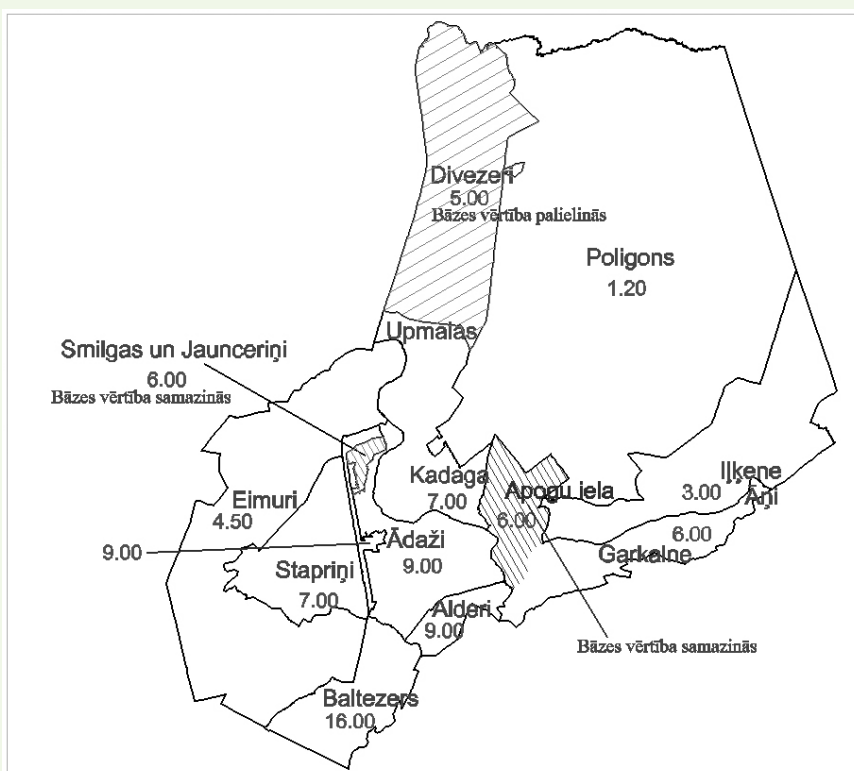 Divezeri
5.00
Bāzes vērtība palielinās
Poligons
1.20
Upmalas
Smilgas un Jaunceriņi
6.00
Bāzes vērtība samazinās
Kadaga
7.00
Apogu iela
6.00
Iļķene
3.00
Āņi
Eimuri
4.50
9.00
Ādaži
9.00
6.00
Garkalne
Stapriņi
7.00
Alderi
9.00
Bāzes vērtība samazinās
Baltezers
16.00